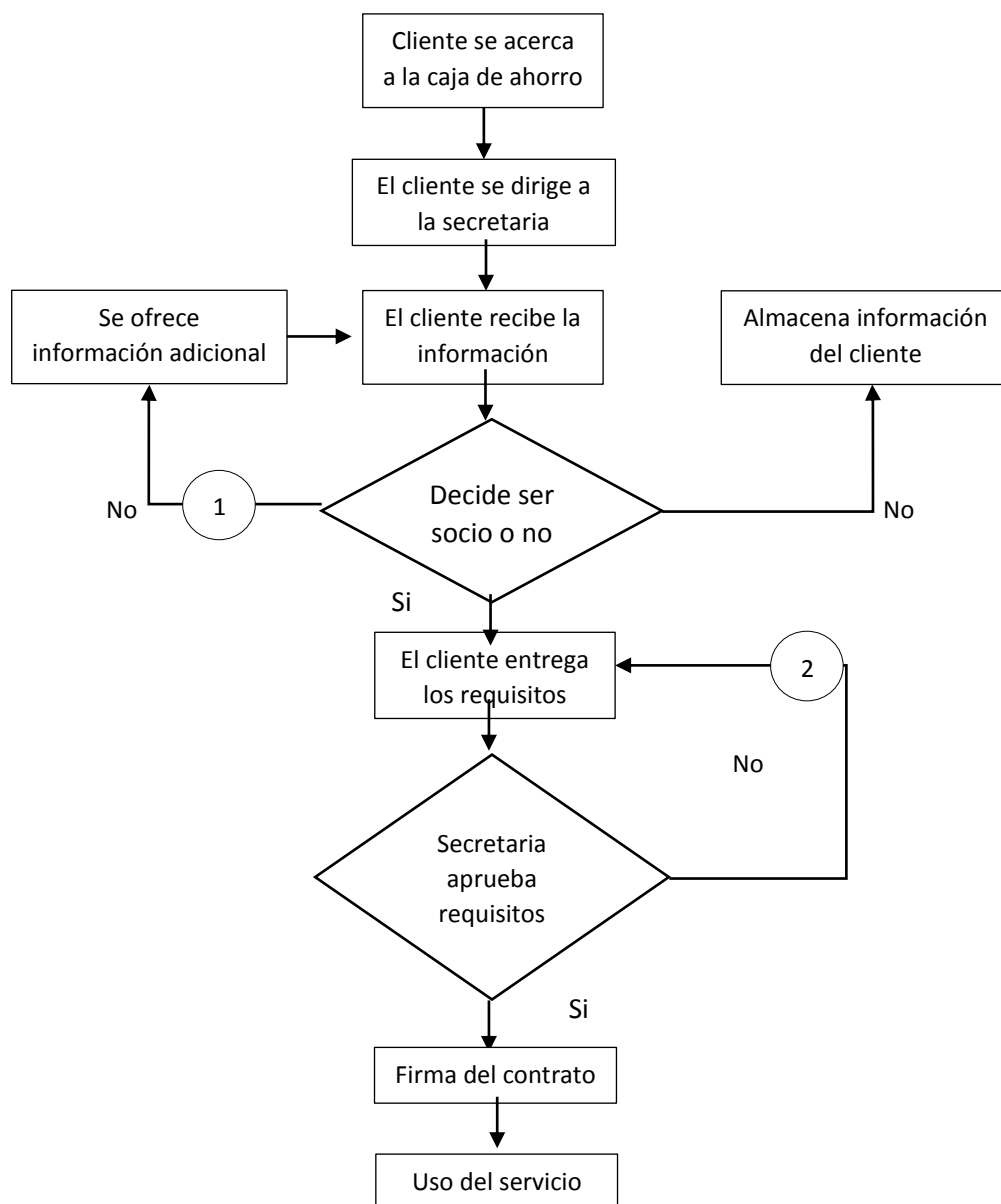 Cliente se acerca
a la caja de ahorro
El cliente se dirige a
la secretaria
Se ofrece
información adicional
El cliente recibe la
información
Almacena información
del cliente
No
1
Decide ser
socio o no
No
Si
El cliente entrega
los requisitos
2
No
Secretaria
aprueba
requisitos
Si
Firma del contrato
Uso del servicio